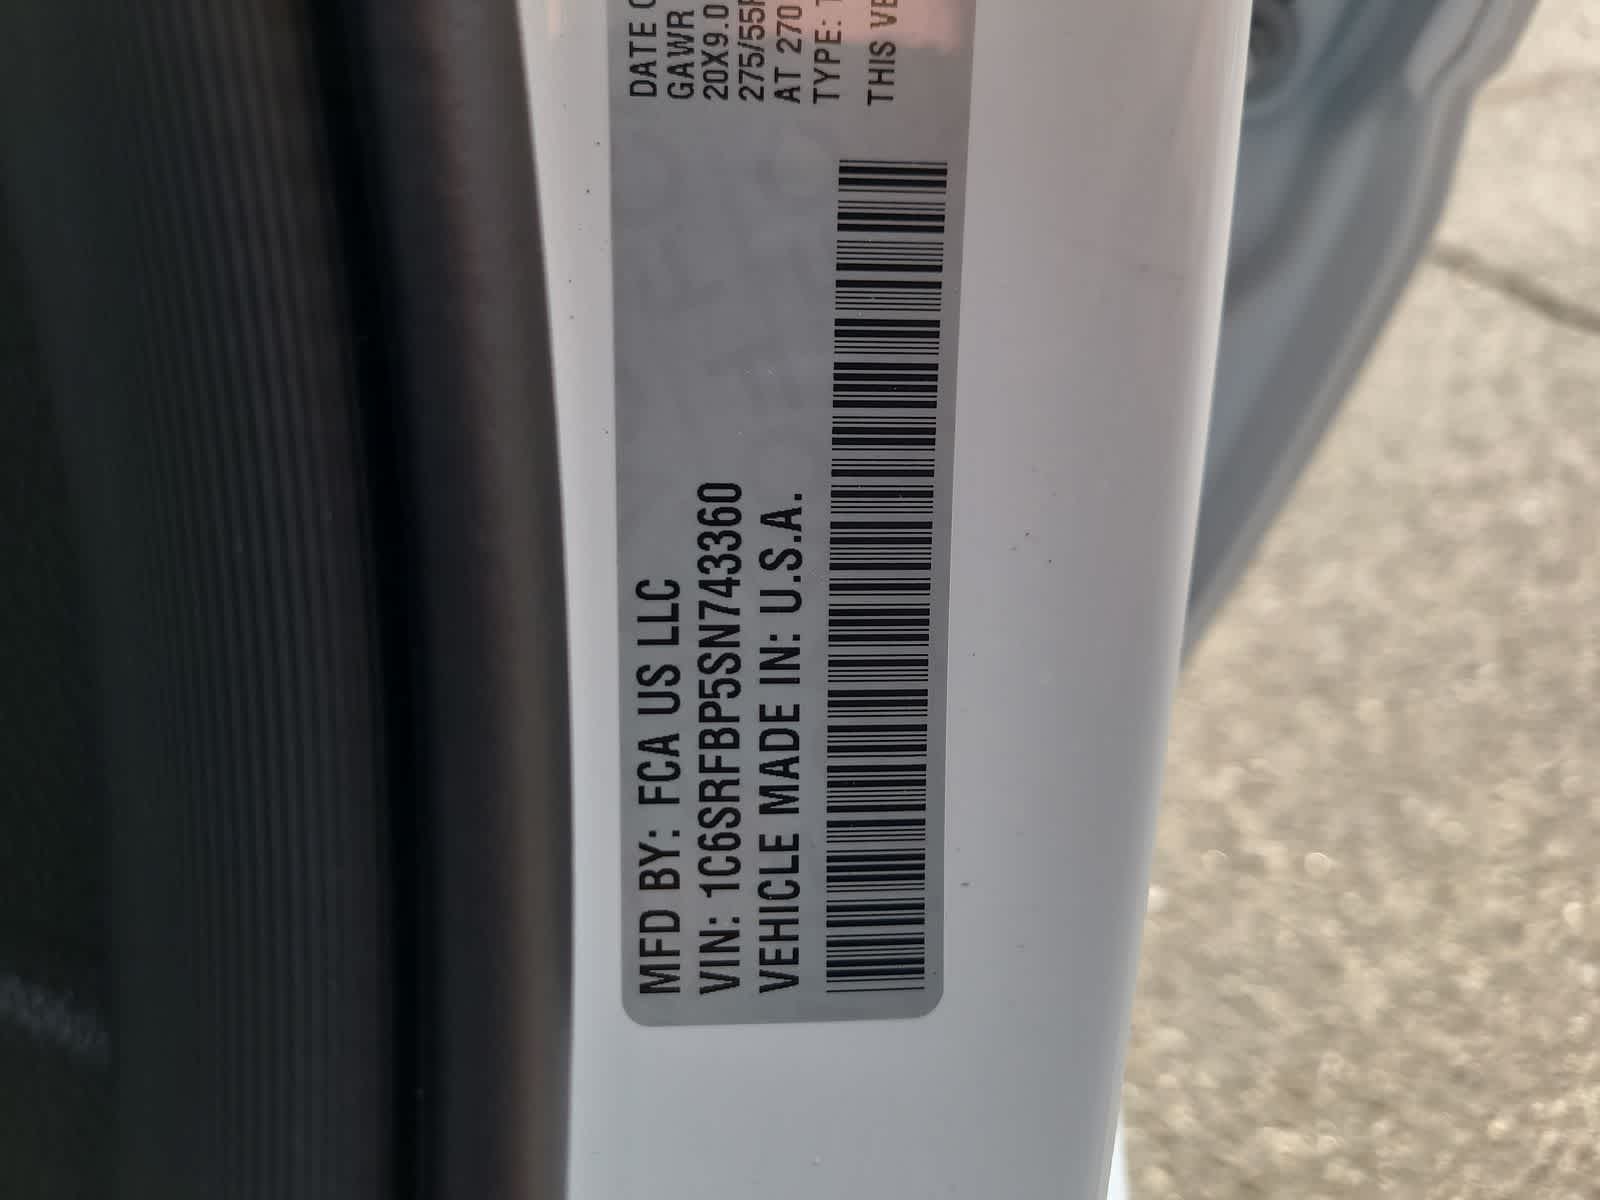 MFD BY: FCA US LLC
VIN: 1C6SRFBP5SN743360
VEHICLE MADE IN: U.S.A.
DATE O
GAWR
20X9.0
275/55R
AT 270
TYPE: T
THIS VE